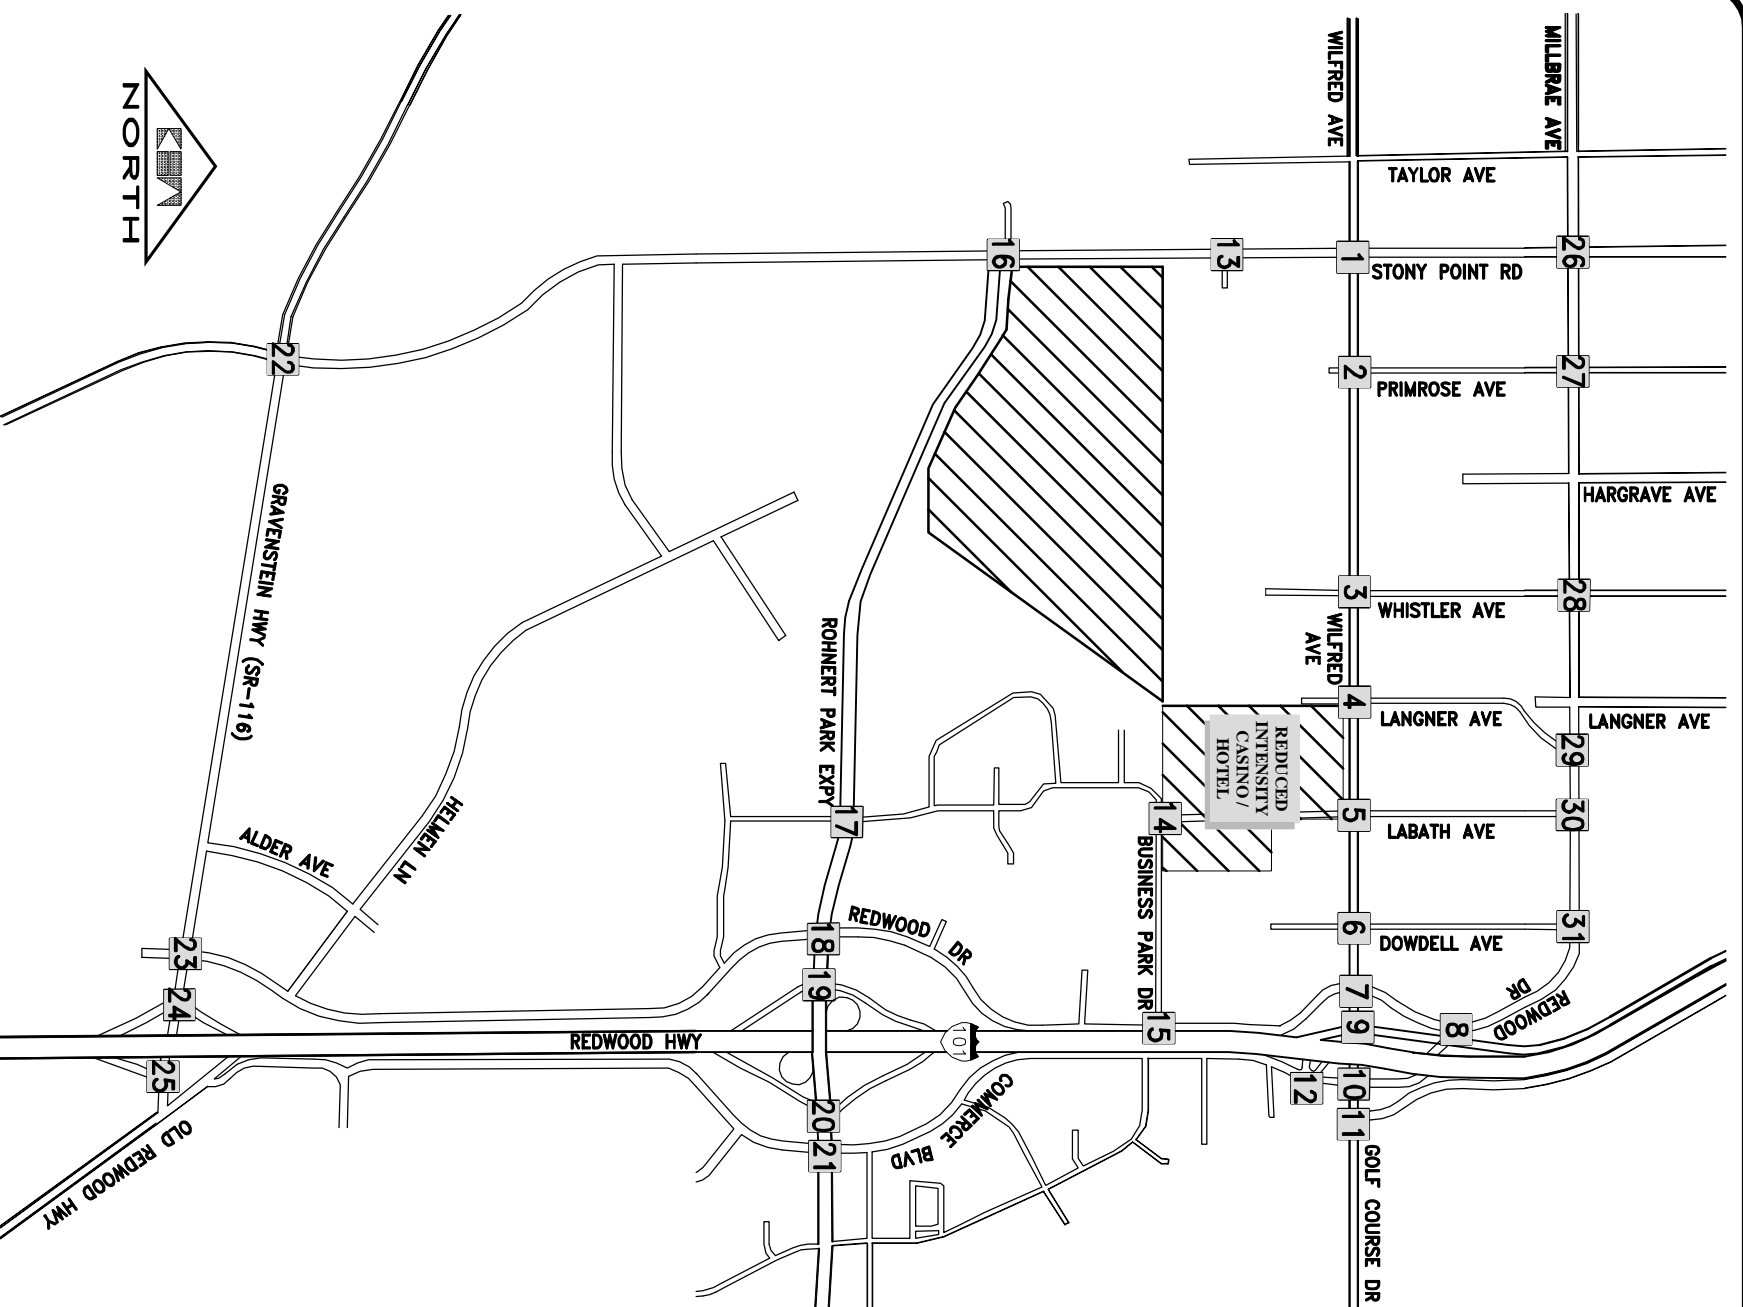 WILFRED AVE
MILLBRAE AVE
NORTH
TAYLOR AVE
16
13
1
26
STONY POINT RD
22
2
27
PRIMROSE AVE
GRAVENSTEIN HWY (SR-116)
HARGRAVE AVE
3
28
WHISTLER AVE
ROHNERT PARK EXPY
WILFRED
AVE
4
LANGNER AVE
LANGNER AVE
REDUCED
INTENSITY
CASINO/
HOTEL
29
17
14
5
30
LABATH AVE
HELMEN LN
ALDER AVE
BUSINESS PARK DR
REDWOOD DR
18
6
31
DOWDELL AVE
23
24
19
7
REDWOOD
DR
9
8
15
REDWOOD HWY
101
25
12
10
11
20
21
COMMERCE BLVD
OLD REDWOOD HWY
GOLF COURSE DR